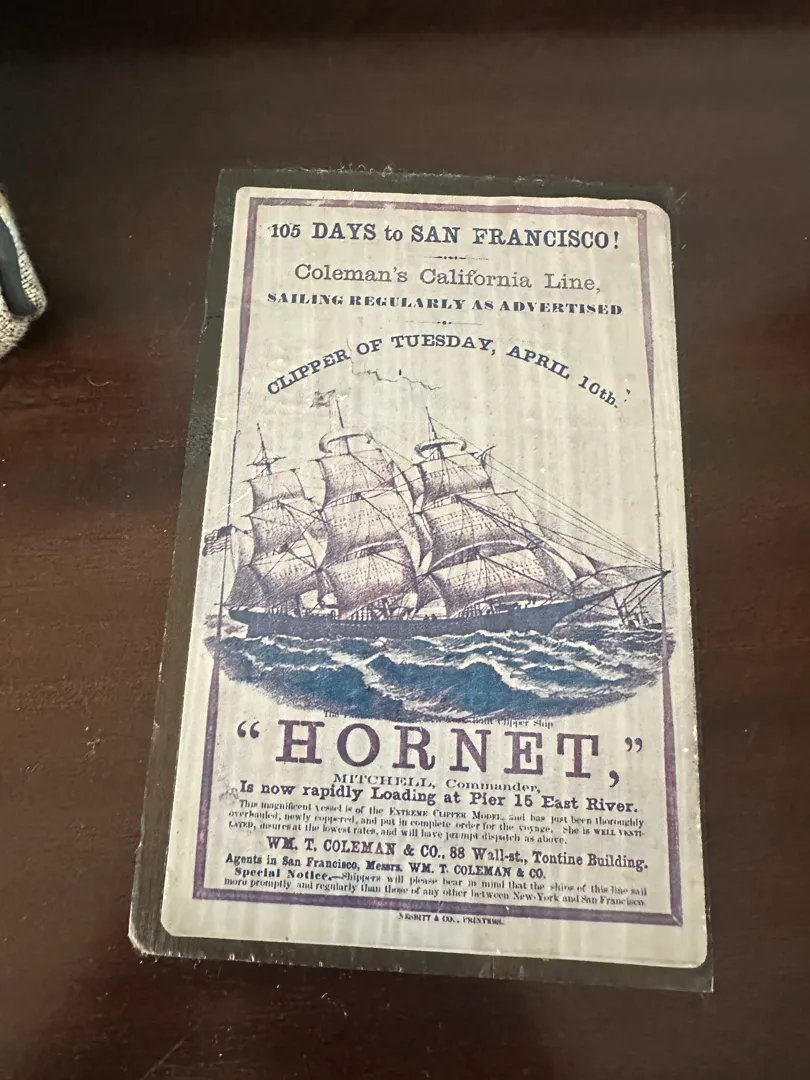 105 DAYS to SAN FRANCISCO!
Coleman's California Line,
SAILING REGULARLY AS ADVERTISED
CLIPPER OF TUESDAY, APRIL 10th.
The Clipper Ship
"HORNET,"
MITCHELL, Commander,
Is now rapidly Loading at Pier 15 East River.
This magnificent vessel is of the EXTREME CLIPPER MODEL, and has just been thoroughly
overhauled, newly coppered, and put in complete order for the voyage. She is WELL VENTI-
LATED, insures at the lowest rates, and will have prompt dispatch as above.
WM. T. COLEMAN & CO., 88 Wall-st., Tontine Building.
Agents in San Francisco, Messrs. WM. T. COLEMAN & CO.
Special Notice.—Shippers will please bear in mind that the ships of this line sail
more promptly and regularly than those of any other between New-York and San Francisco.
NESBITT & CO., PRINTERS.